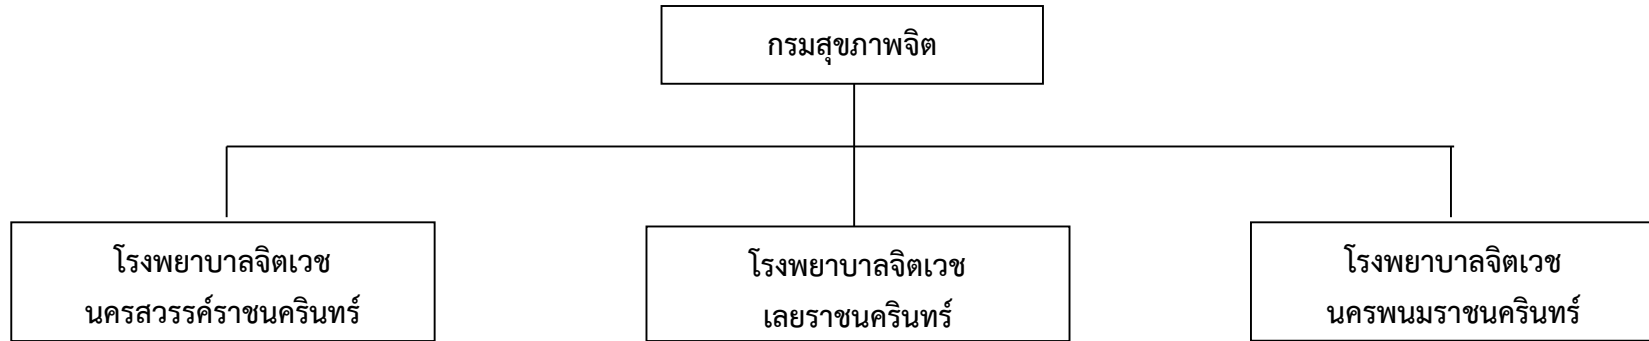 กรมสุขภาพจิต
โรงพยาบาลจิตเวช
นครสวรรค์ราชนครินทร์
โรงพยาบาลจิตเวช
เลยราชนครินทร์
โรงพยาบาลจิตเวช
นครพนมราชนครินทร์